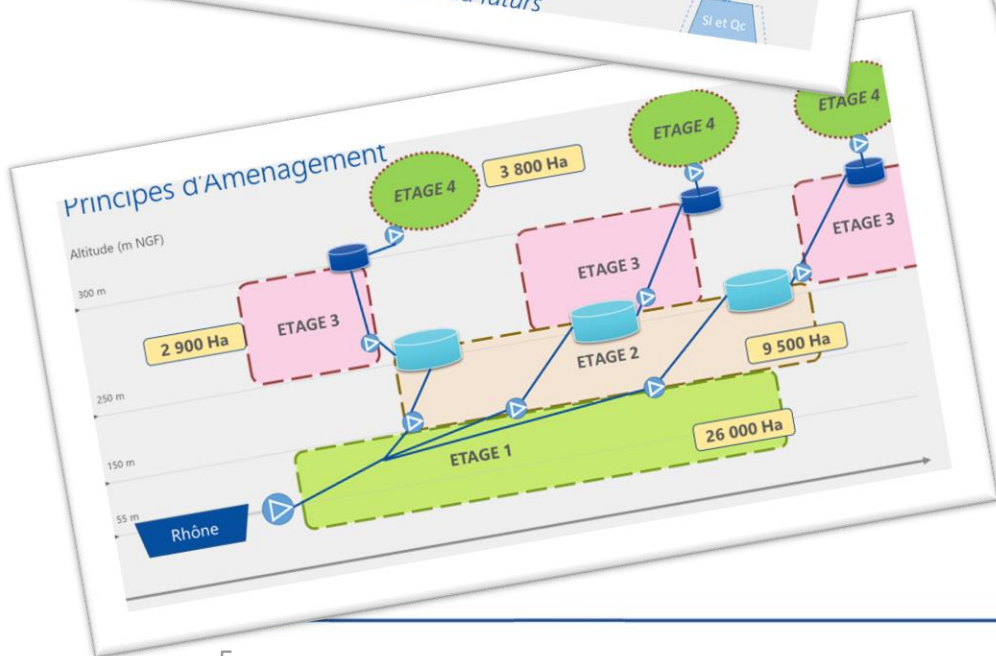 futurs
SI et Qc
Principes d'Amenagement
Altitude (m NGF)
ETAGE 4
3 800 Ha
ETAGE 4
ETAGE 4
300 m
ETAGE 3
2 900 Ha
ETAGE 3
ETAGE 3
250 m
ETAGE 2
9 500 Ha
150 m
ETAGE 1
26 000 Ha
55 m
Rhône